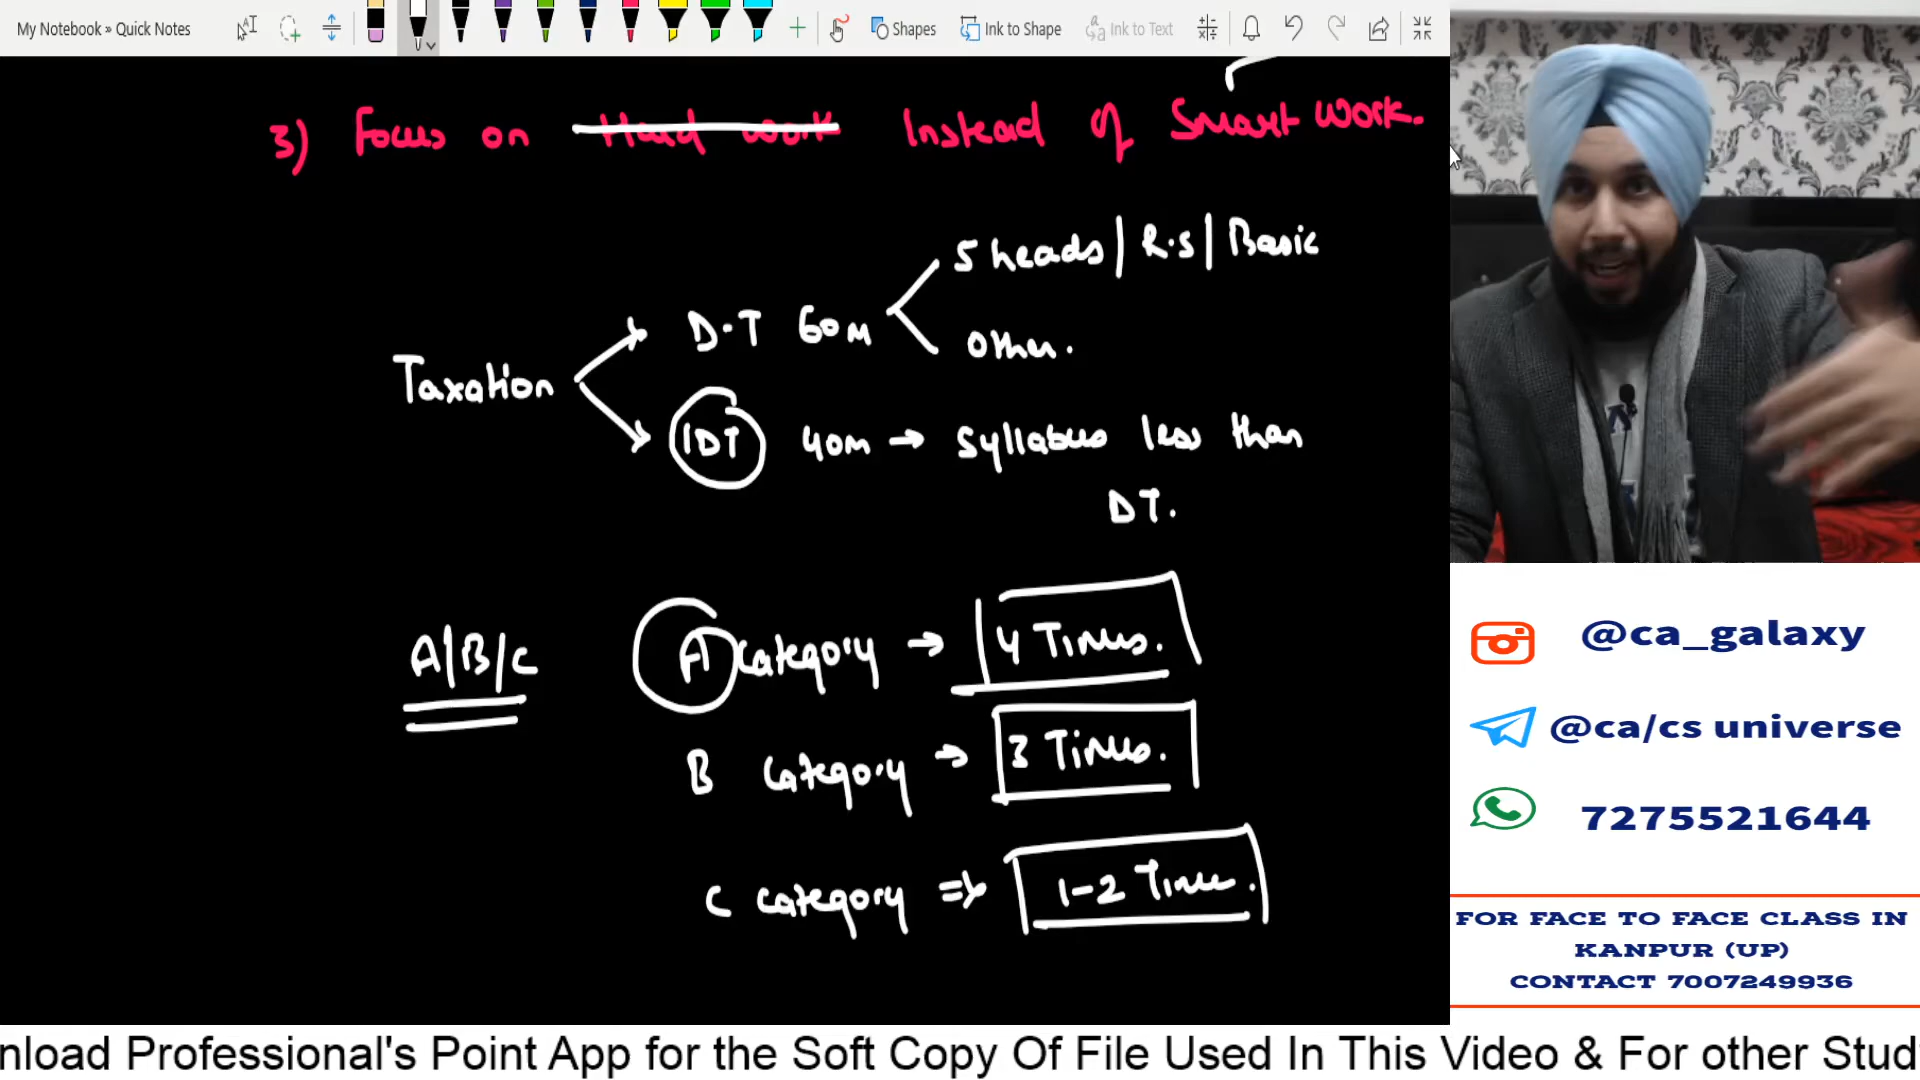 My Notebook » Quick Notes
Shapes
Ink to Shape
Ink to Text
3) Focus on Hard work Instead of Smart Work.
5 heads | R.S | Basic
D.T 60M
Other.
Taxation
IDT 40M → Syllabus less than
DT.
A|B|C
A Category → 4 Times.
B Category → 3 Times.
C Category ⇒ 1-2 Times.
@ca_galaxy
@ca/cs universe
7275521644
FOR FACE TO FACE CLASS IN
KANPUR (UP)
CONTACT 7007249936
nload Professional's Point App for the Soft Copy Of File Used In This Video & For other Stud